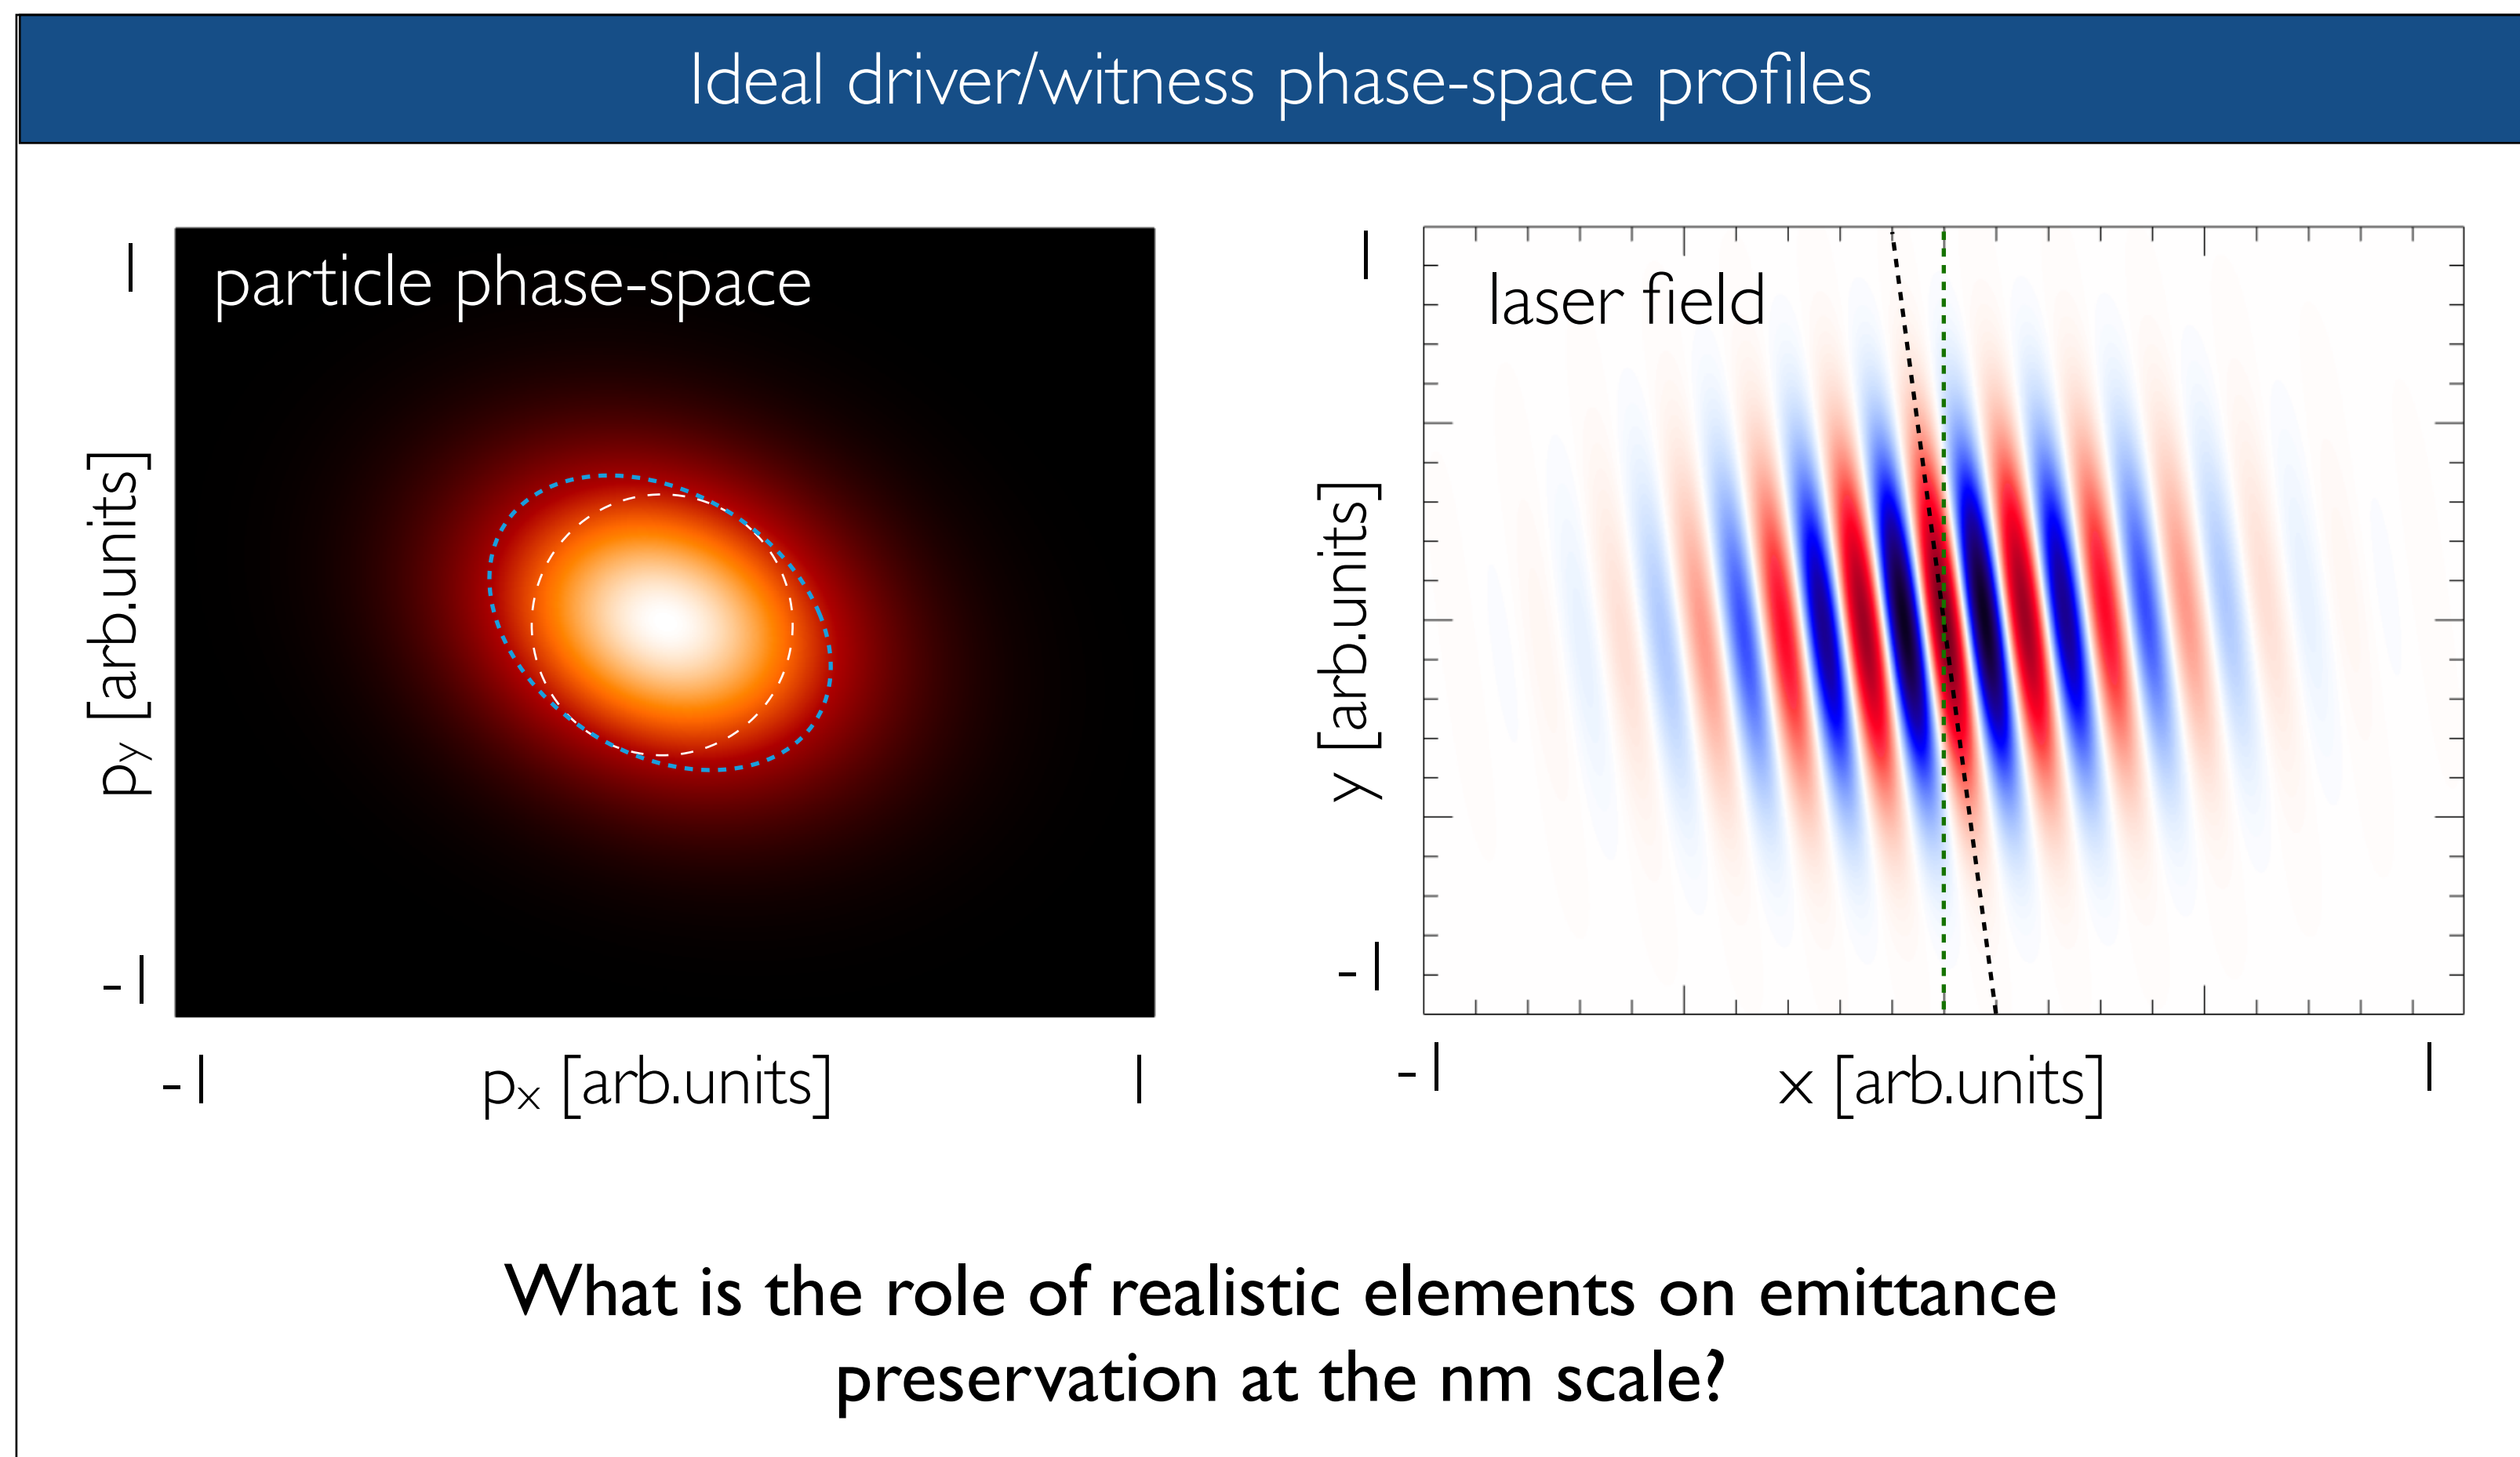 Ideal driver/witness phase-space profiles
particle phase-space
1
py [arb.units]
-1
-1
px [arb.units]
1
laser field
1
y [arb.units]
-1
-1
x [arb.units]
1
What is the role of realistic elements on emittance
preservation at the nm scale?